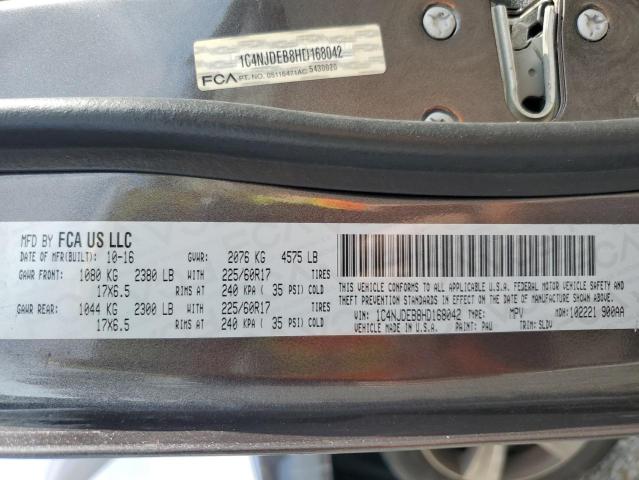 1C4NJDEB8HD168042
FCA PT. NO. 05116471AC 5430620
MFD BY FCA US LLC
DATE OF MFR(BUILT): 10-16 GVWR: 2076 KG 4575 LB
GAWR FRONT: 1080 KG 2380 LB WITH 225/60R17 TIRES
17X6.5 RIMS AT 240 KPA ( 35 PSI) COLD
GAWR REAR: 1044 KG 2300 LB WITH 225/60R17 TIRES
17X6.5 RIMS AT 240 KPA ( 35 PSI) COLD
THIS VEHICLE CONFORMS TO ALL APPLICABLE U.S.A. FEDERAL MOTOR VEHICLE SAFETY AND
THEFT PREVENTION STANDARDS IN EFFECT ON THE DATE OF MANUFACTURE SHOWN ABOVE.
VIN: 1C4NJDEB8HD168042 TYPE: MPV MDH: 102221 900AA
VEHICLE MADE IN U.S.A. PAINT: PAU TRIM: SLDV